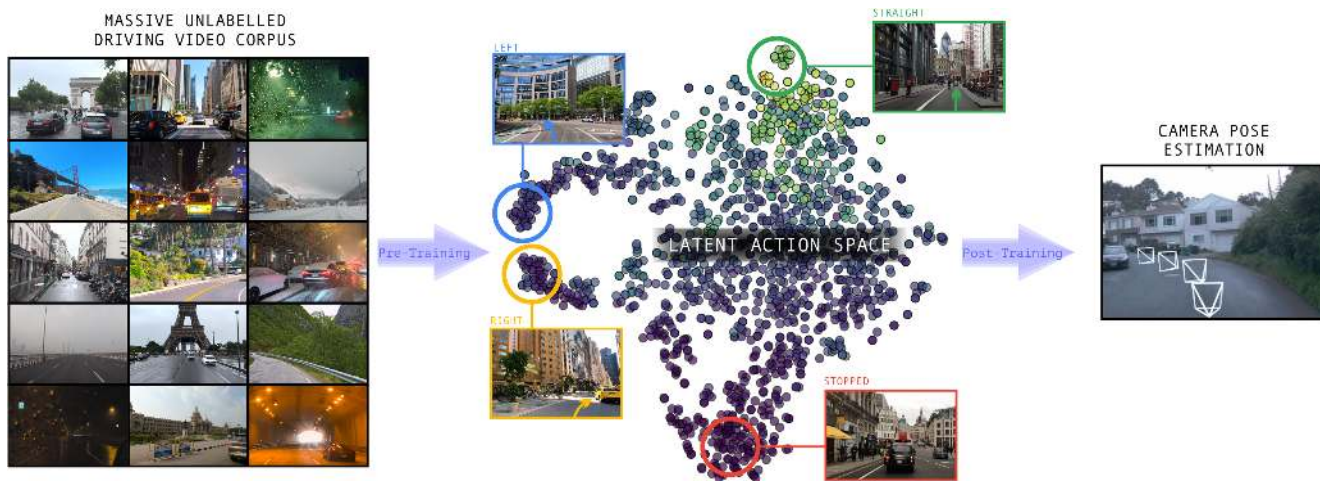 MASSIVE UNLABELLED
DRIVING VIDEO CORPUS
Pre-Training
LEFT
RIGHT
STRAIGHT
LATENT ACTION SPACE
STOPPED
Post-Training
CAMERA POSE
ESTIMATION